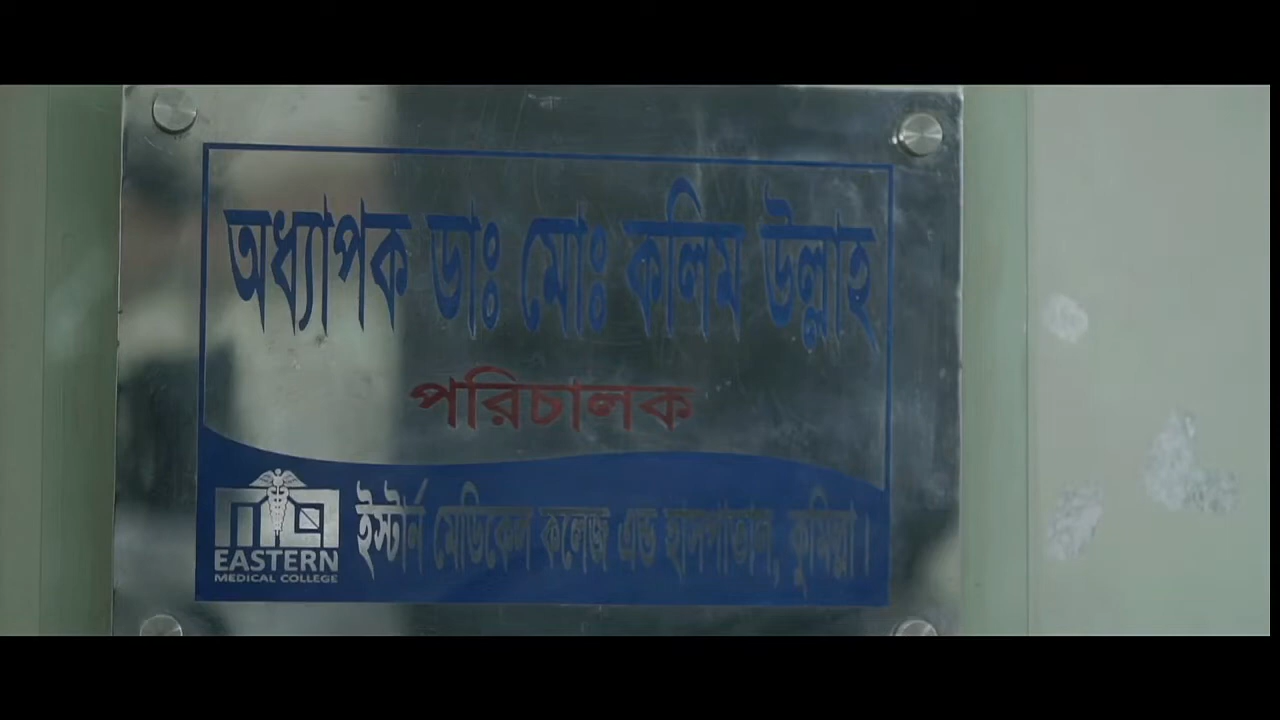 অধ্যাপক ডাঃ মোঃ কলিম উল্লাহ
পরিচালক
ইস্টার্ন মেডিকেল কলেজ এন্ড হাসপাতাল, কুমিল্লা।
EASTERN
MEDICAL COLLEGE